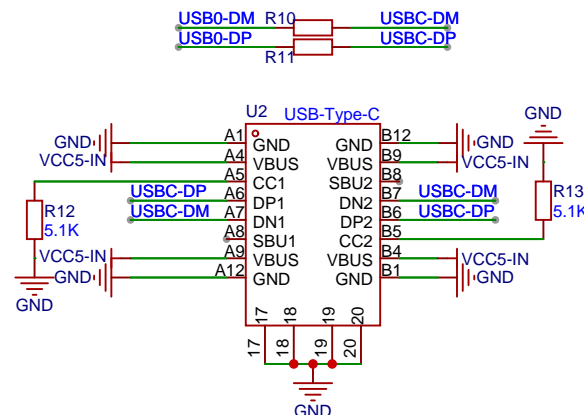 USB0-DM R10 USBC-DM
USB0-DP R11 USBC-DP
U2 USB-Type-C
GND
GND A1 GND GND B12 GND
VCC5-IN A4 VBUS VBUS B9 VCC5-IN
A5 CC1 SBU2 B8
USBC-DP A6 DP1 DN2 B7 USBC-DM
R13
5.1K
R12
5.1K
USBC-DM A7 DN1 DP2 B6 USBC-DP
A8 SBU1 CC2 B5
VCC5-IN A9 VBUS VBUS B4 VCC5-IN
GND A12 GND GND B1 GND
GND
17 18 19 20
17 18 19 20
GND